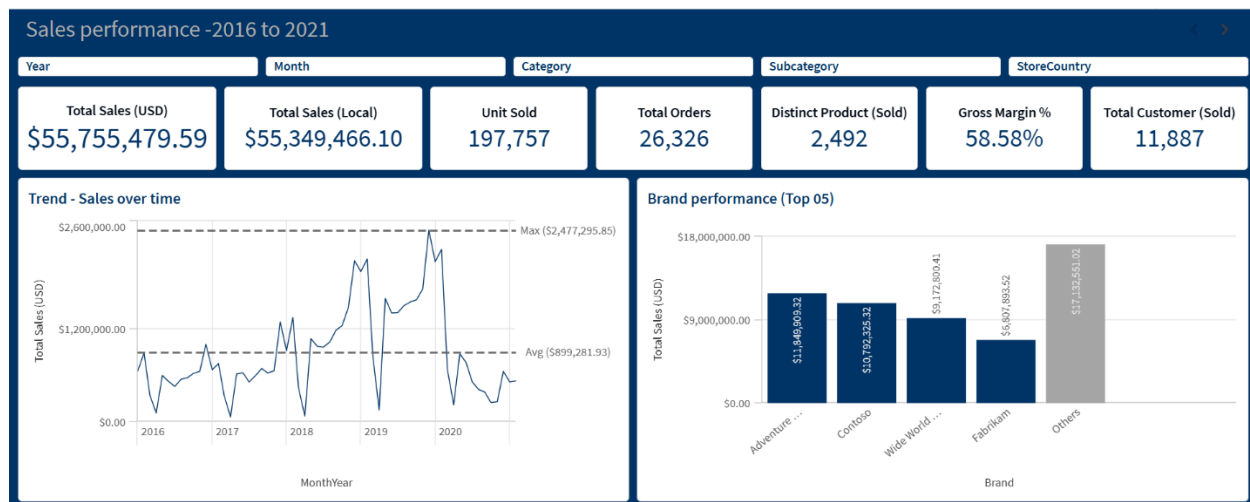 Sales performance -2016 to 2021
Year Month Category Subcategory StoreCountry
Total Sales (USD)
$55,755,479.59
Total Sales (Local)
$55,349,466.10
Unit Sold
197,757
Total Orders
26,326
Distinct Product (Sold)
2,492
Gross Margin %
58.58%
Total Customer (Sold)
11,887
Trend - Sales over time
$2,600,000.00
Max ($2,477,295.85)
Total Sales (USD)
$1,200,000.00
Avg ($899,281.93)
$0.00
2016 2017 2018 2019 2020
MonthYear
Brand performance (Top 05)
$18,000,000.00
Total Sales (USD)
$9,000,000.00
$0.00
$11,849,909.32
$10,792,325.32
$9,172,800.41
$6,807,893.52
$17,132,551.02
Adventure ...
Contoso
Wide World ...
Fabrikam
Others
Brand